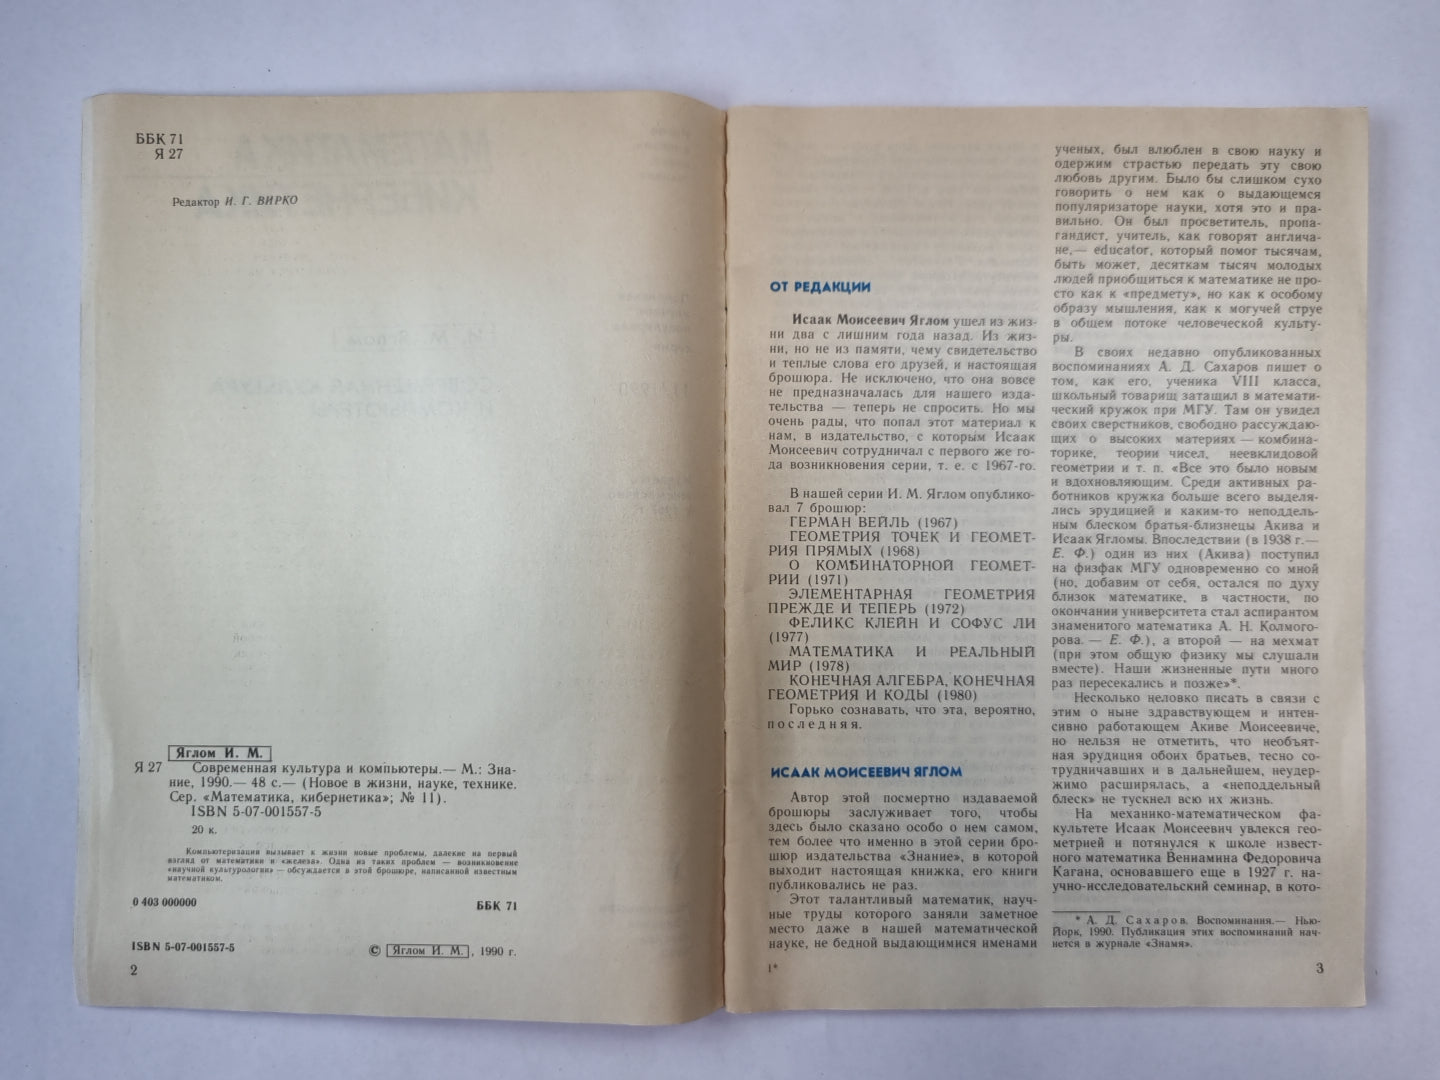 ББК 71
Я 27
Редактор И. Г. ВИРКО
Яглом И. М.
Я 27 Современная культура и компьютеры.— М.: Зна-
ние, 1990.— 48 с.— (Новое в жизни, науке, технике.
Сер. «Математика, кибернетика»; № 11).
ISBN 5-07-001557-5
20 к.
Компьютеризация вызывает к жизни новые проблемы, далекие на первый
взгляд от математики и «железа». Одна из таких проблем — возникновение
«научной культурологии» — обсуждается в этой брошюре, написанной известным
математиком.
0 403 000000 ББК 71
ISBN 5-07-001557-5 © Яглом И. М., 1990 г.
2
ОТ РЕДАКЦИИ
Исаак Моисеевич Яглом ушел из жиз-
ни два с лишним года назад. Из жиз-
ни, но не из памяти, чему свидетельство
и теплые слова его друзей, и настоящая
брошюра. Не исключено, что она вовсе
не предназначалась для нашего изда-
тельства — теперь не спросить. Но мы
очень рады, что попал этот материал к
нам, в издательство, с которым Исаак
Моисеевич сотрудничал с первого же го-
да возникновения серии, т. е. с 1967-го.
В нашей серии И. М. Яглом опублико-
вал 7 брошюр:
ГЕРМАН ВЕЙЛЬ (1967)
ГЕОМЕТРИЯ ТОЧЕК И ГЕОМЕТ-
РИЯ ПРЯМЫХ (1968)
О КОМБИНАТОРНОЙ ГЕОМЕТ-
РИИ (1971)
ЭЛЕМЕНТАРНАЯ ГЕОМЕТРИЯ
ПРЕЖДЕ И ТЕПЕРЬ (1972)
ФЕЛИКС КЛЕЙН И СОФУС ЛИ
(1977)
МАТЕМАТИКА И РЕАЛЬНЫЙ
МИР (1978)
КОНЕЧНАЯ АЛГЕБРА, КОНЕЧНАЯ
ГЕОМЕТРИЯ И КОДЫ (1980)
Горько сознавать, что эта, вероятно,
последняя.
ИСААК МОИСЕЕВИЧ ЯГЛОМ
Автор этой посмертно издаваемой
брошюры заслуживает того, чтобы
здесь было сказано особо о нем самом,
тем более что именно в этой серии бро-
шюр издательства «Знание», в которой
выходит настоящая книжка, его книги
публиковались не раз.
Этот талантливый математик, науч-
ные труды которого заняли заметное
место даже в нашей математической
науке, не бедной выдающимися именами
1*
ученых, был влюблен в свою науку и
одержим страстью передать эту свою
любовь другим. Было бы слишком сухо
говорить о нем как о выдающемся
популяризаторе науки, хотя это и пра-
вильно. Он был просветитель, пропа-
гандист, учитель, как говорят англича-
не,— educator, который помог тысячам,
быть может, десяткам тысяч молодых
людей приобщиться к математике не про-
сто как к «предмету», но как к особому
образу мышления, как к могучей струе
в общем потоке человеческой культу-
ры.
В своих недавно опубликованных
воспоминаниях А. Д. Сахаров пишет о
том, как его, ученика VIII класса,
школьный товарищ затащил в математи-
ческий кружок при МГУ. Там он увидел
своих сверстников, свободно рассуждаю-
щих о высоких материях — комбина-
торике, теории чисел, неевклидовой
геометрии и т. п. «Все это было новым
и вдохновляющим. Среди активных ра-
ботников кружка больше всего выделя-
лись эрудицией и каким-то неподдель-
ным блеском братья-близнецы Акива и
Исаак Ягломы. Впоследствии (в 1938 г.—
Е. Ф.) один из них (Акива) поступил
на физфак МГУ одновременно со мной
(но, добавим от себя, остался по духу
близок математике, в частности, по
окончании университета стал аспирантом
знаменитого математика А. Н. Колмого-
рова. — Е. Ф.), а второй — на мехмат
(при этом общую физику мы слушали
вместе). Наши жизненные пути много
раз пересекались и позже»*.
Несколько неловко писать в связи с
этим о ныне здравствующем и интен-
сивно работающем Акиве Моисеевиче,
но нельзя не отметить, что необъят-
ная эрудиция обоих братьев, тесно со-
трудничавших и в дальнейшем, неудер-
жимо расширялась, а «неподдельный
блеск» не тускнел всю их жизнь.
На механико-математическом фа-
культете Исаак Моисеевич увлекся гео-
метрией и потянулся к школе извест-
ного математика Вениамина Федоровича
Кагана, основавшего еще в 1927 г. на-
учно-исследовательский семинар, в кото-
* А. Д. Сахаров. Воспоминания.— Нью-
Йорк, 1990. Публикация этих воспоминаний нач-
нется в журнале «Знамя».
3